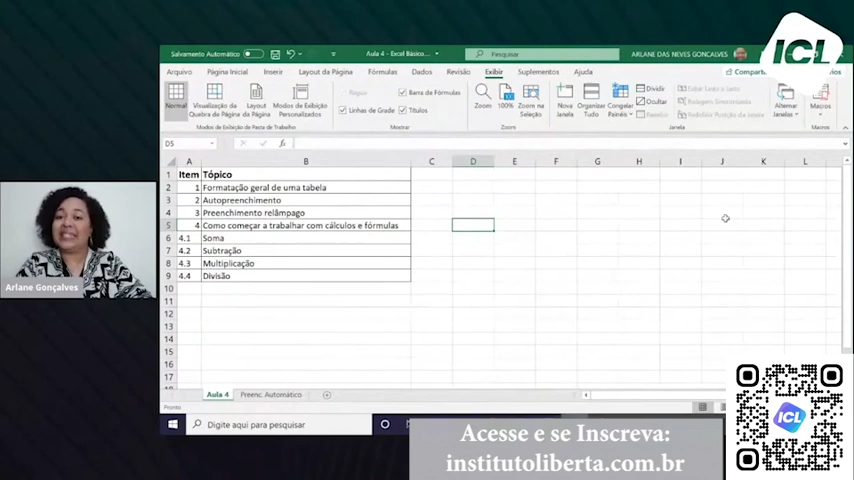 ICL
Salvamento Automático
Aula 4 - Excel Básico...
Pesquisar
ARLANE DAS NEVES GONCALVES
Arquivo
Página Inicial
Inserir
Layout da Página
Fórmulas
Dados
Revisão
Exibir
Suplementos
Ajuda
Normal
Visualização da
Quebra de Página
Layout
Página
Modos de Exibição
Personalizados
Modos de Exibição de Pasta de Trabalho
Régua
Barra de Fórmulas
Linhas de Grade
Títulos
Mostrar
Zoom
100%
Zoom na
Seleção
Zoom
Nova
Janela
Organizar
Tudo
Congelar
Painéis
Dividir
Ocultar
Reexibir
Exibir Lado a Lado
Rolagem Sincronizada
Redefinir Posição da Janela
Janela
Alternar
Janelas
Macros
Macros
D5
fx
A B C D E F G H I J K L
1 Item Tópico
2 1 Formatação geral de uma tabela
3 2 Autopreenchimento
4 3 Preenchimento relâmpago
5 4 Como começar a trabalhar com cálculos e fórmulas
6 4.1 Soma
7 4.2 Subtração
8 4.3 Multiplicação
9 4.4 Divisão
10
11
12
13
14
15
16
17
Arlane Gonçalves
Aula 4
Preenc. Automático
Pronto
Digite aqui para pesquisar
ICL
Acesse e se Inscreva:
institutoliberta.com.br